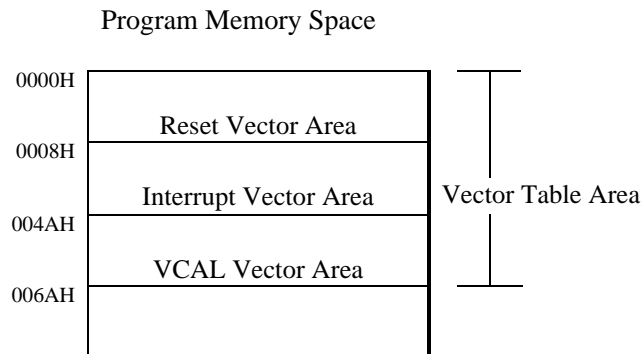 Program Memory Space
0000H
Reset Vector Area
0008H
Interrupt Vector Area
Vector Table Area
004AH
VCAL Vector Area
006AH